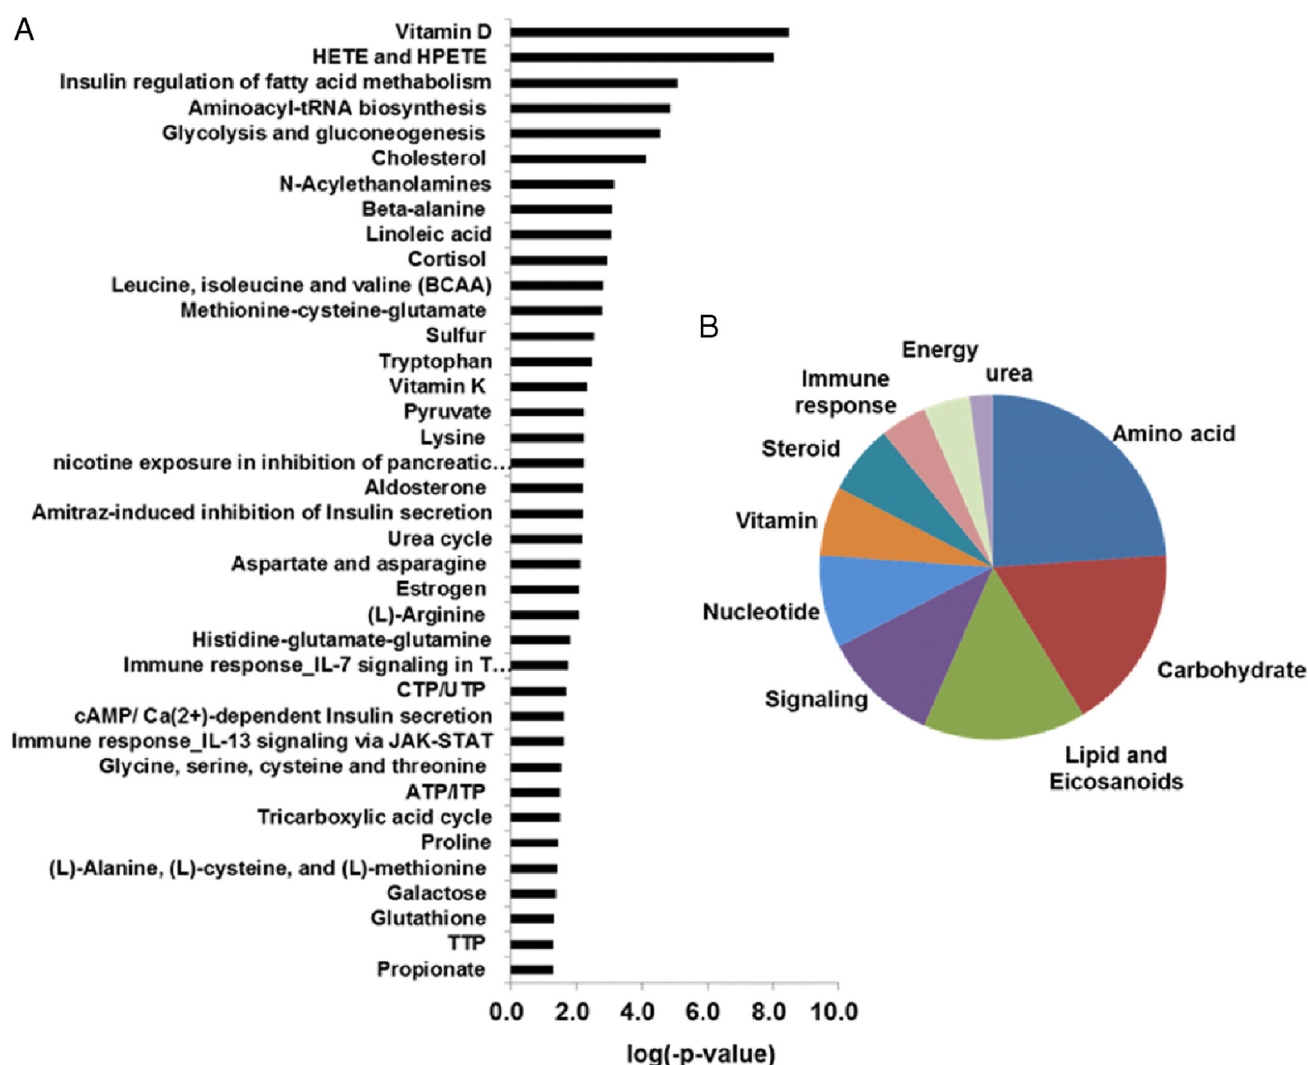 A
Vitamin D
HETE and HPETE
Insulin regulation of fatty acid methabolism
Aminoacyl-tRNA biosynthesis
Glycolysis and gluconeogenesis
Cholesterol
N-Acylethanolamines
Beta-alanine
Linoleic acid
Cortisol
Leucine, isoleucine and valine (BCAA)
Methionine-cysteine-glutamate
Sulfur
Tryptophan
Vitamin K
Pyruvate
Lysine
nicotine exposure in inhibition of pancreatic...
Aldosterone
Amitraz-induced inhibition of Insulin secretion
Urea cycle
Aspartate and asparagine
Estrogen
(L)-Arginine
Histidine-glutamate-glutamine
Immune response_IL-7 signaling in T...
CTP/UTP
cAMP/ Ca(2+)-dependent Insulin secretion
Immune response_IL-13 signaling via JAK-STAT
Glycine, serine, cysteine and threonine
ATP/ITP
Tricarboxylic acid cycle
Proline
(L)-Alanine, (L)-cysteine, and (L)-methionine
Galactose
Glutathione
TTP
Propionate
0.0 2.0 4.0 6.0 8.0 10.0
log(-p-value)
B
Energy
urea
Immune
response
Amino acid
Steroid
Vitamin
Nucleotide
Carbohydrate
Signaling
Lipid and
Eicosanoids